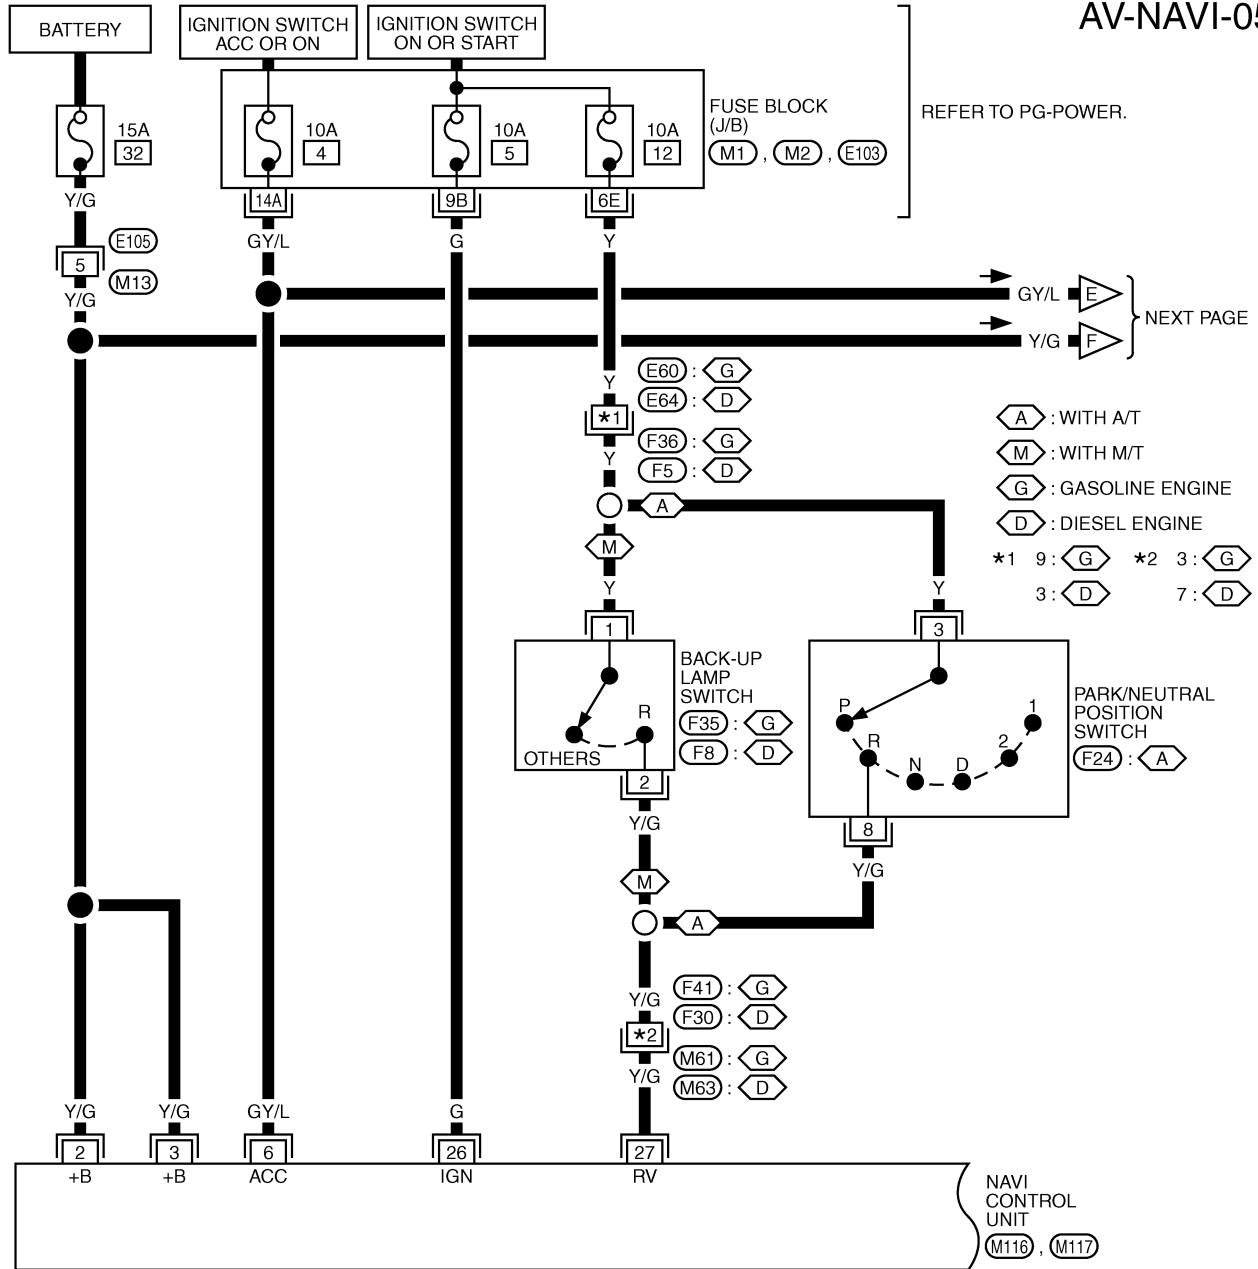 AV-NAVI-05
BATTERY
IGNITION SWITCH
ACC OR ON
IGNITION SWITCH
ON OR START
15A
32
10A
4
10A
5
10A
12
FUSE BLOCK
(J/B)
M1 , M2 , E103
REFER TO PG-POWER.
Y/G
14A
9B
6E
E105
5
M13
GY/L
G
Y
Y/G
GY/L
E
Y/G
F
NEXT PAGE
Y
E60 : G
E64 : D
*1
F36 : G
F5 : D
Y
A : WITH A/T
M : WITH M/T
G : GASOLINE ENGINE
D : DIESEL ENGINE
*1 9 : G *2 3 : G
3 : D 7 : D
A
M
Y
Y
1
3
BACK-UP
LAMP
SWITCH
F35 : G
F8 : D
R
OTHERS
2
P
R
N
D
2
1
PARK/NEUTRAL
POSITION
SWITCH
F24 : A
8
Y/G
Y/G
M
A
Y/G
F41 : G
F30 : D
*2
M61 : G
M63 : D
Y/G
Y/G
Y/G
GY/L
G
2
3
6
26
27
+B
+B
ACC
IGN
RV
NAVI
CONTROL
UNIT
M116 , M117